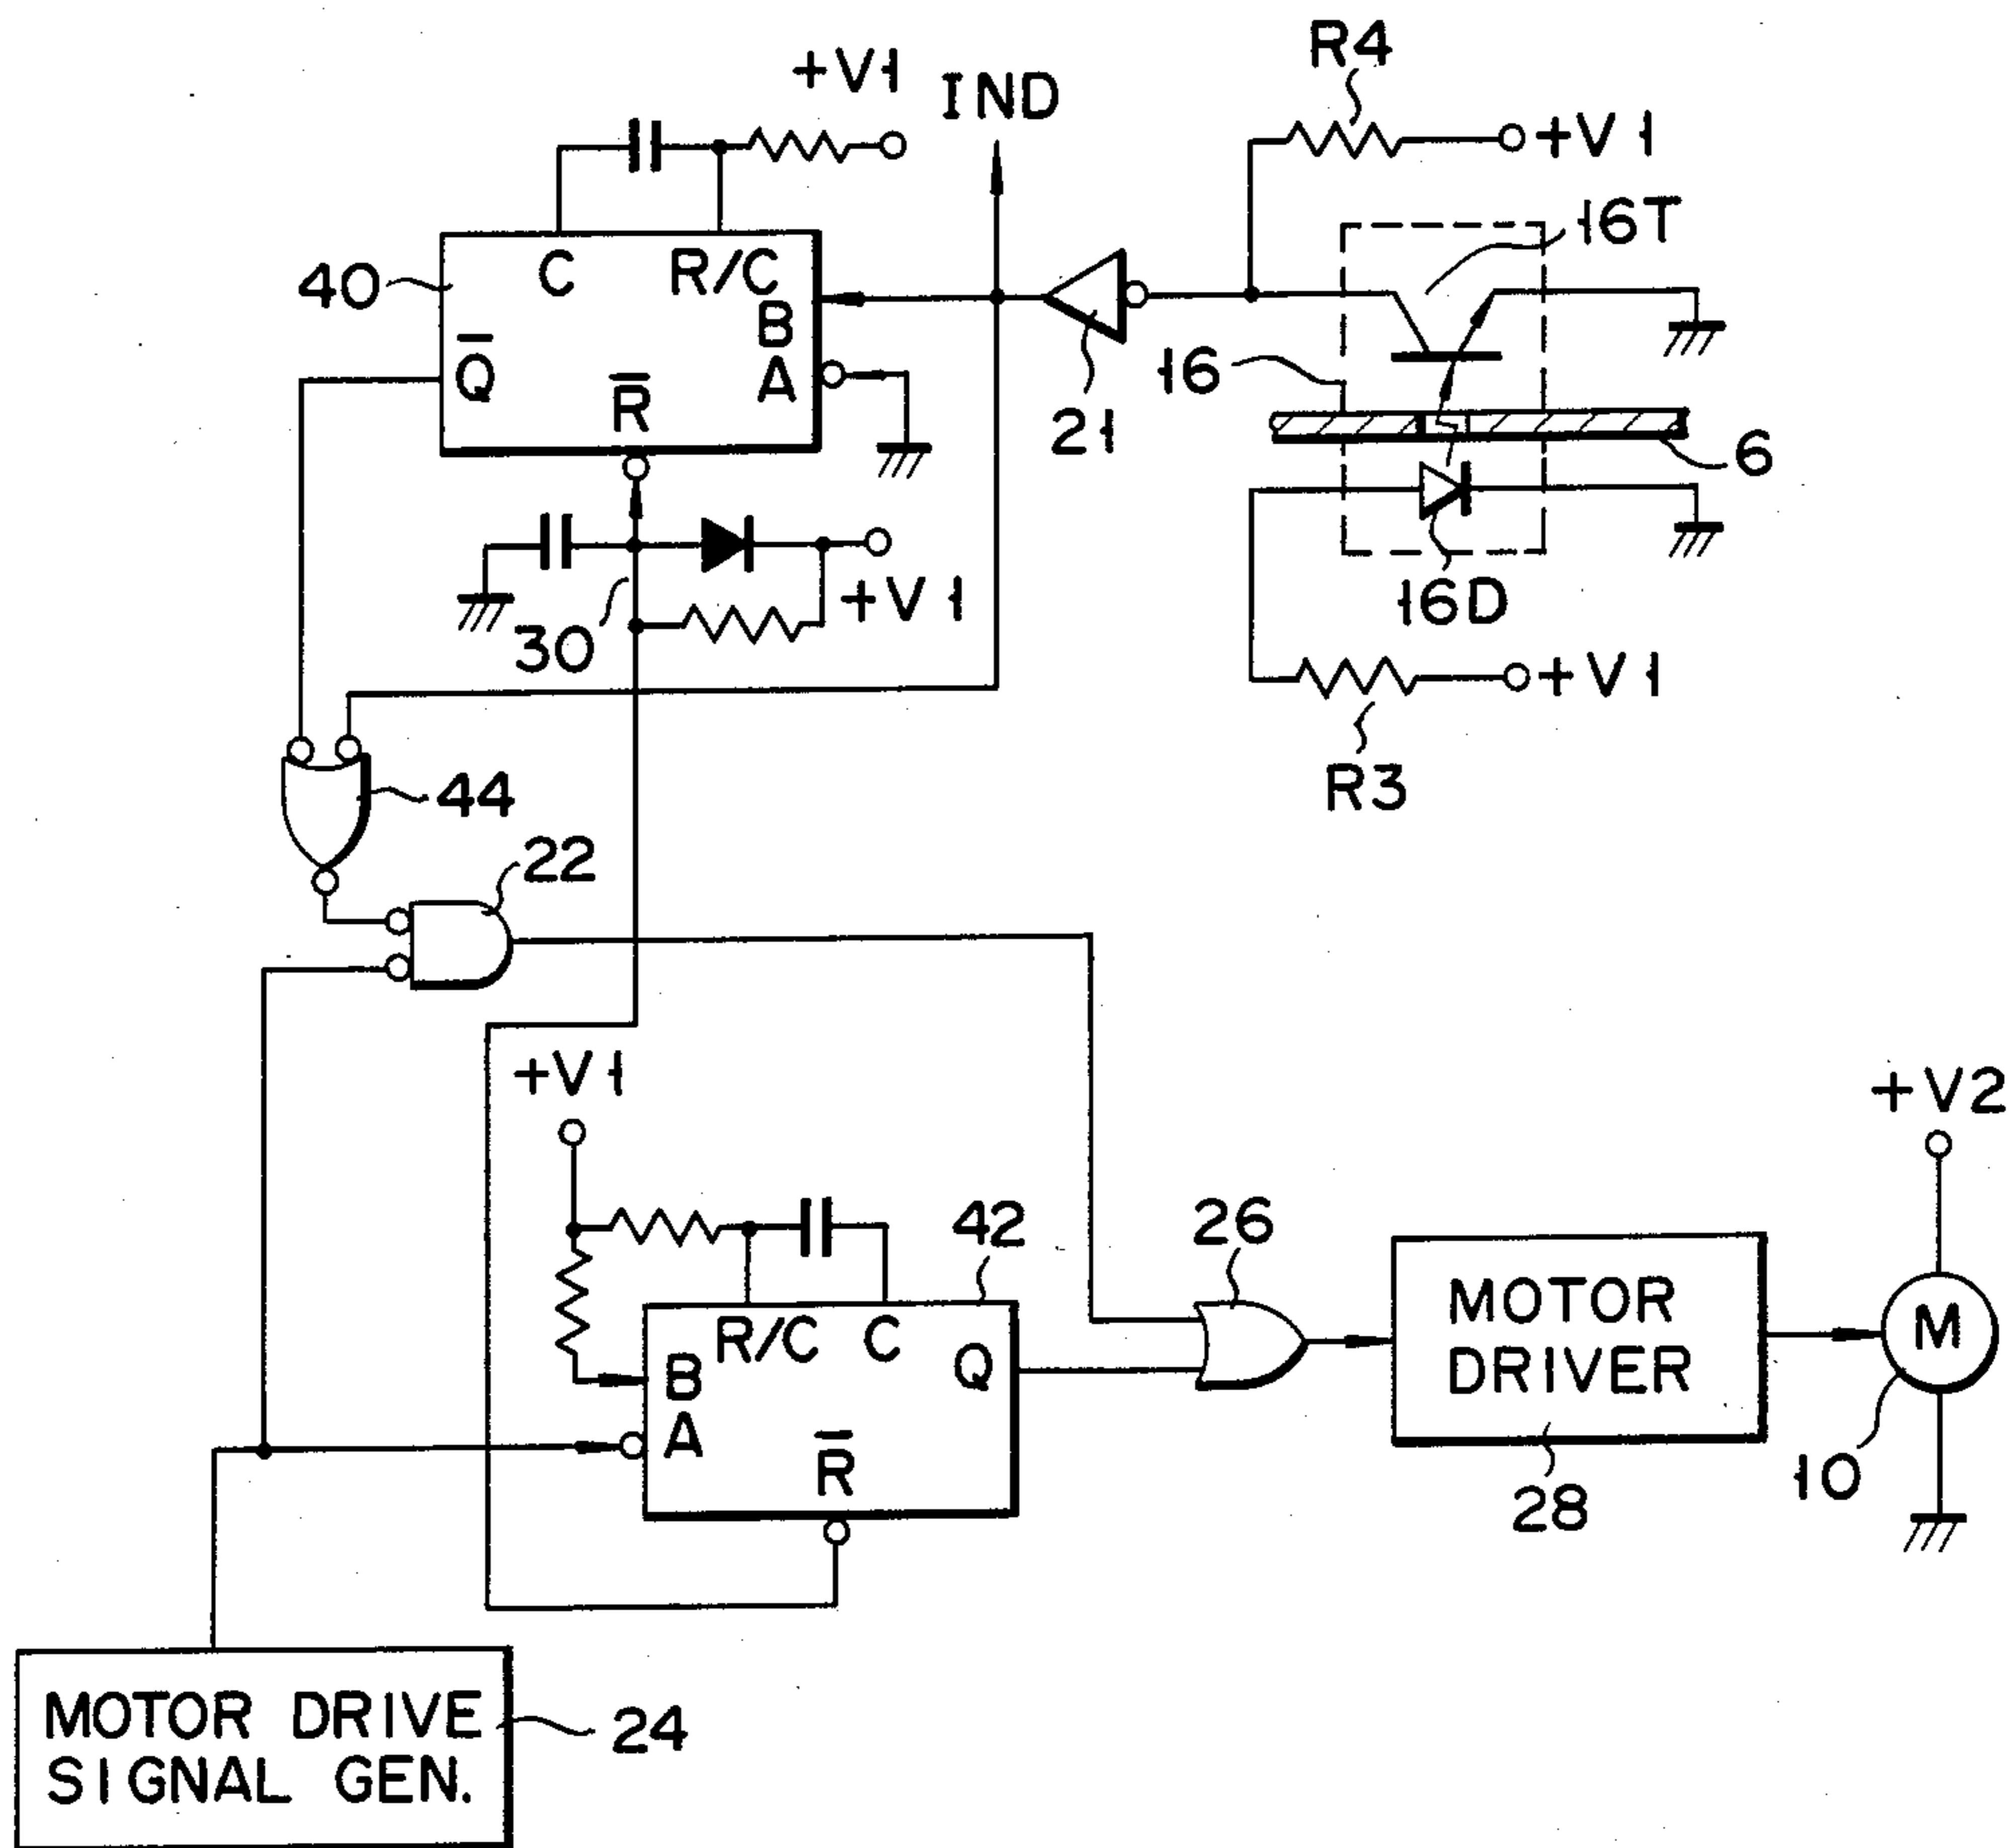 R4
+V1
IND
+V1
16T
40
C
R/C
B
A
Q
R
21
16
6
16D
+V1
30
+V1
R3
44
22
+V1
+V2
42
26
R/C
C
Q
B
A
R
MOTOR
DRIVER
M
10
28
MOTOR DRIVE
SIGNAL GEN.
24